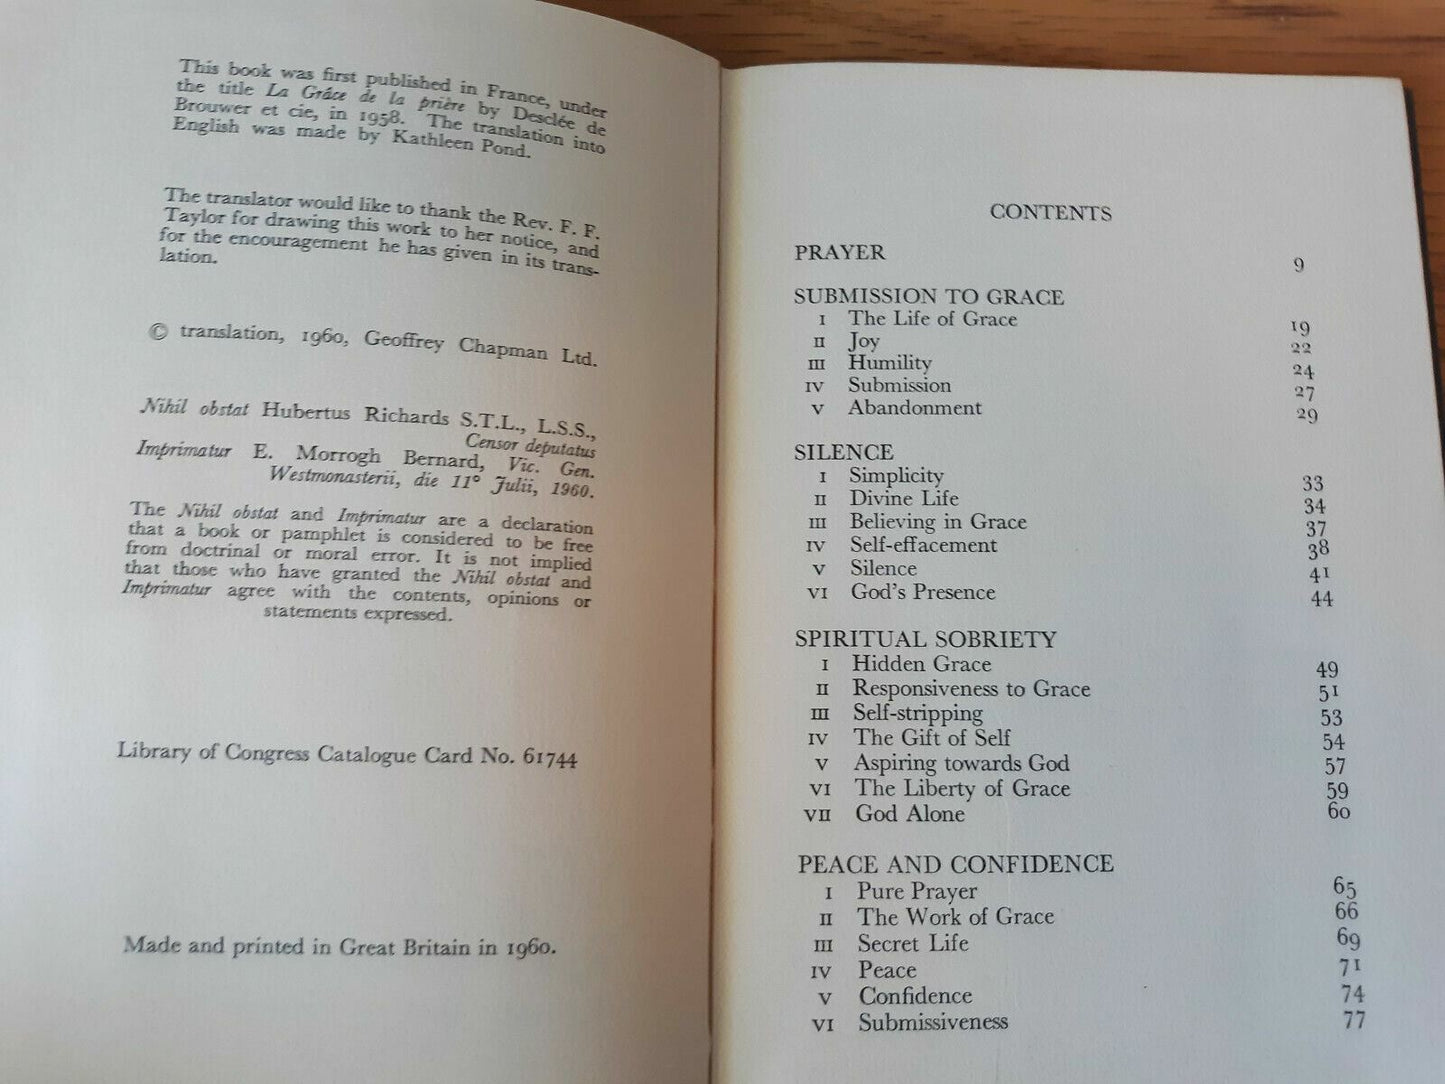 This book was first published in France, under
the title La Grâce de la prière by Desclée de
Brouwer et cie, in 1958. The translation into
English was made by Kathleen Pond.
The translator would like to thank the Rev. F. F.
Taylor for drawing this work to her notice, and
for the encouragement he has given in its trans-
lation.
© translation, 1960, Geoffrey Chapman Ltd.
Nihil obstat Hubertus Richards S.T.L., L.S.S.,
Censor deputatus
Imprimatur E. Morrogh Bernard, Vic. Gen.
Westmonasterii, die 11° Julii, 1960.
The Nihil obstat and Imprimatur are a declaration
that a book or pamphlet is considered to be free
from doctrinal or moral error. It is not implied
that those who have granted the Nihil obstat and
Imprimatur agree with the contents, opinions or
statements expressed.
Library of Congress Catalogue Card No. 61744
Made and printed in Great Britain in 1960.
CONTENTS
PRAYER 9
SUBMISSION TO GRACE
I The Life of Grace 19
II Joy 22
III Humility 24
IV Submission 27
V Abandonment 29
SILENCE
I Simplicity 33
II Divine Life 34
III Believing in Grace 37
IV Self-effacement 38
V Silence 41
VI God's Presence 44
SPIRITUAL SOBRIETY
I Hidden Grace 49
II Responsiveness to Grace 51
III Self-stripping 53
IV The Gift of Self 54
V Aspiring towards God 57
VI The Liberty of Grace 59
VII God Alone 60
PEACE AND CONFIDENCE
I Pure Prayer 65
II The Work of Grace 66
III Secret Life 69
IV Peace 71
V Confidence 74
VI Submissiveness 77